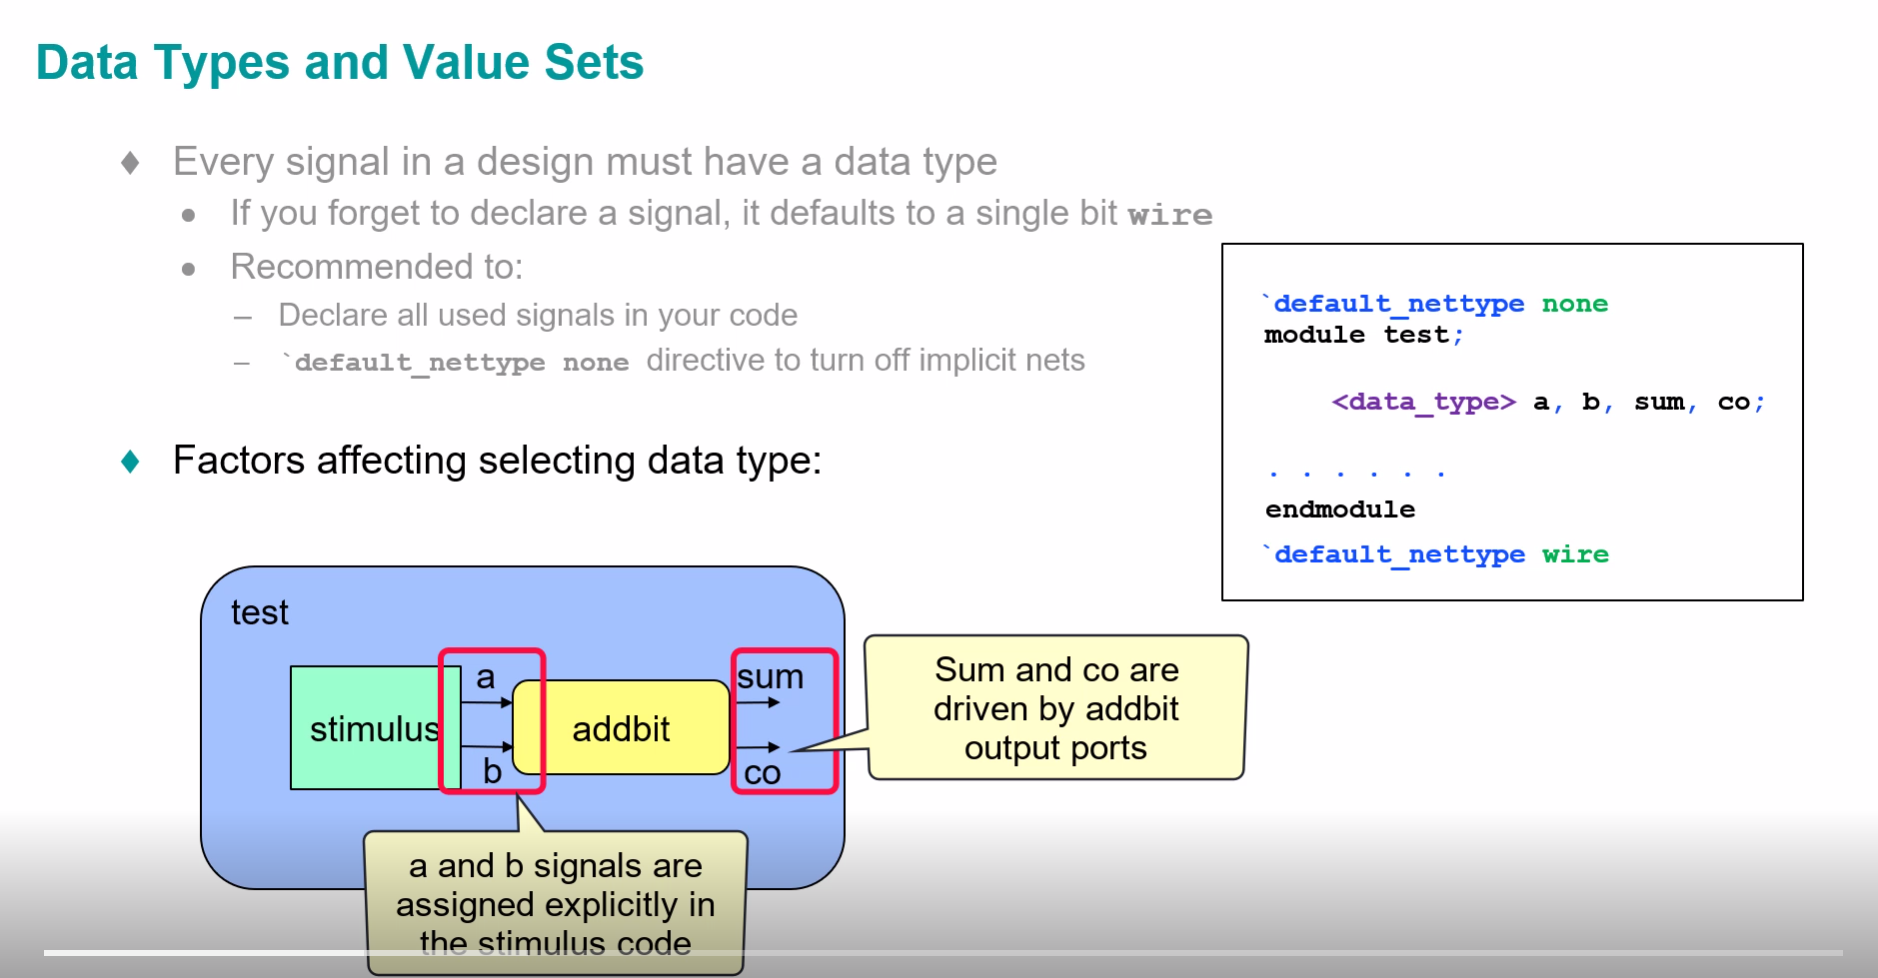 Data Types and Value Sets
♦ Every signal in a design must have a data type
• If you forget to declare a signal, it defaults to a single bit wire
• Recommended to:
– Declare all used signals in your code
– `default_nettype none directive to turn off implicit nets
♦ Factors affecting selecting data type:
`default_nettype none
module test;
<data_type> a, b, sum, co;
. . . . . .
endmodule
`default_nettype wire
test
stimulus
a
b
addbit
sum
co
Sum and co are
driven by addbit
output ports
a and b signals are
assigned explicitly in
the stimulus code